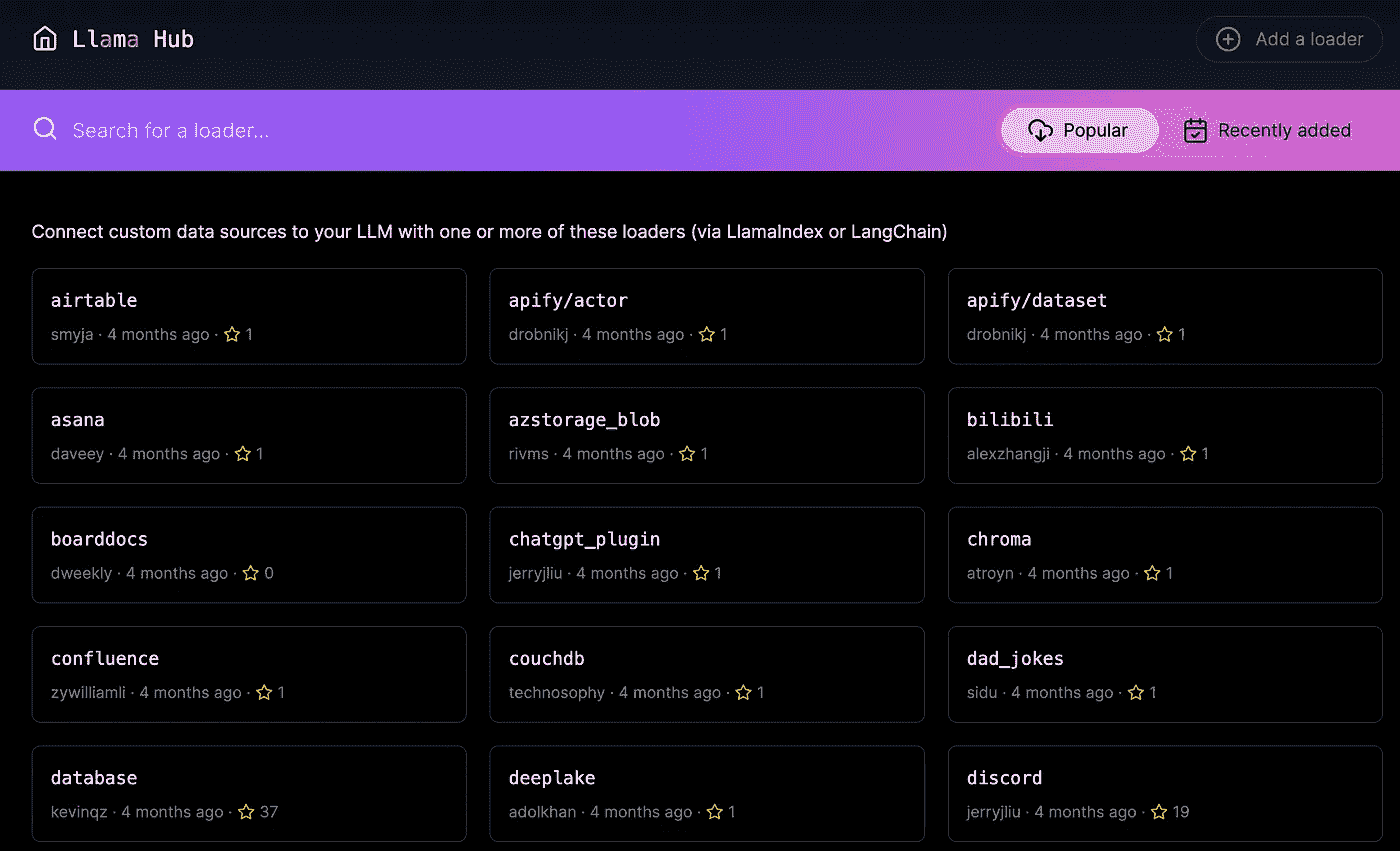 Llama Hub
Add a loader
Search for a loader...
Popular
Recently added
Connect custom data sources to your LLM with one or more of these loaders (via LlamaIndex or LangChain)
airtable
smyja · 4 months ago · 1
apify/actor
drobnikj · 4 months ago · 1
apify/dataset
drobnikj · 4 months ago · 1
asana
daveey · 4 months ago · 1
azstorage_blob
rivms · 4 months ago · 1
bilibili
alexzhangji · 4 months ago · 1
boarddocs
dweekly · 4 months ago · 0
chatgpt_plugin
jerryjliu · 4 months ago · 1
chroma
atroyn · 4 months ago · 1
confluence
zywilliamli · 4 months ago · 1
couchdb
technosophy · 4 months ago · 1
dad_jokes
sidu · 4 months ago · 1
database
kevinqz · 4 months ago · 37
deeplake
adolkhan · 4 months ago · 1
discord
jerryjliu · 4 months ago · 19